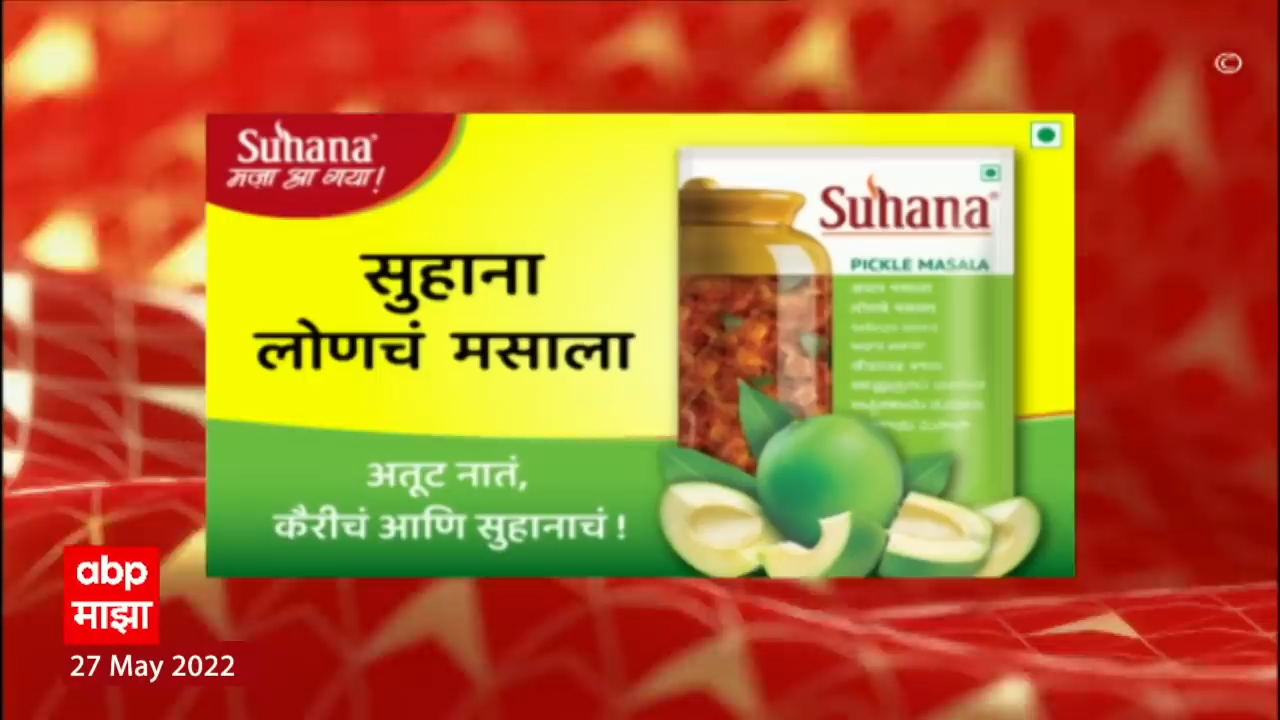 ©
Suhana®
मज़ा आ गया!
सुहाना
लोणचं मसाला
अतूट नातं,
कैरीचं आणि सुहानाचं !
Suhana®
PICKLE MASALA
abp
माझा
27 May 2022